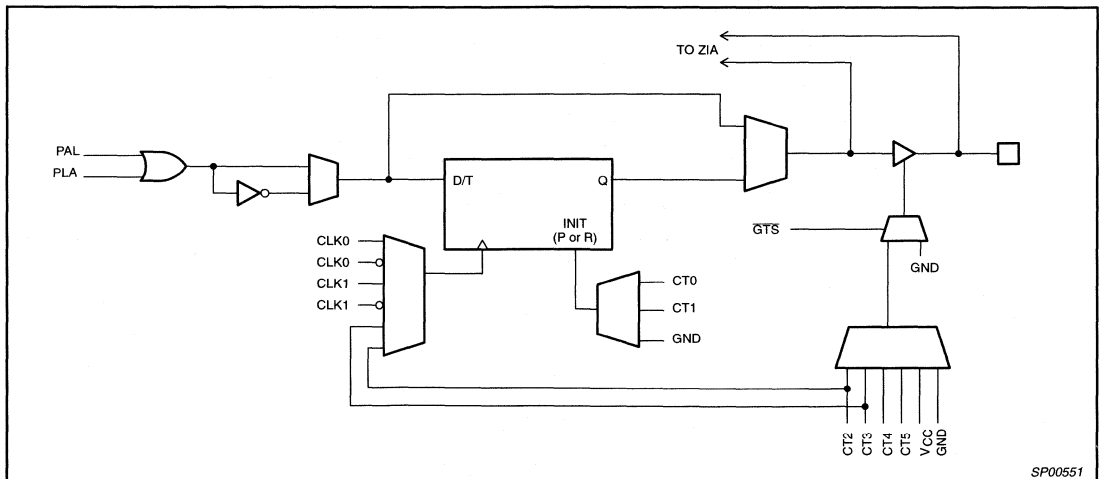 TO ZIA
PAL
PLA
D/T
Q
INIT
(P or R)
GTS
GND
CLK0
CLK0
CLK1
CLK1
CT0
CT1
GND
CT2
CT3
CT4
CT5
VCC
GND
SP00551